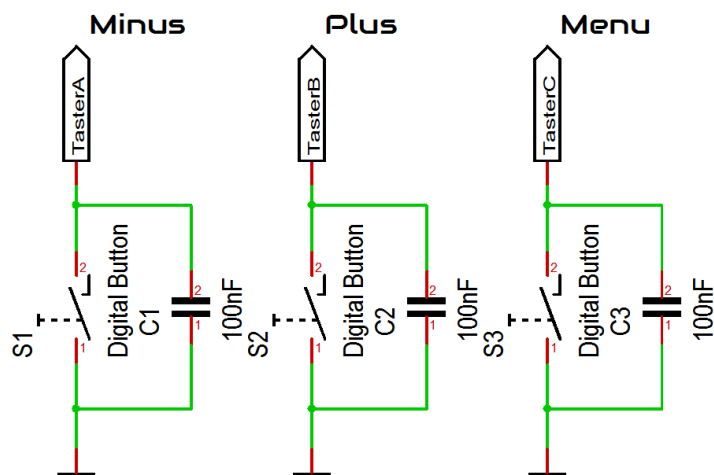 Minus
Plus
Menu
TasterA
TasterB
TasterC
2
2
S1
1
Digital Button
C1
1
100nF
2
2
S2
1
Digital Button
C2
1
100nF
2
2
S3
1
Digital Button
C3
1
100nF